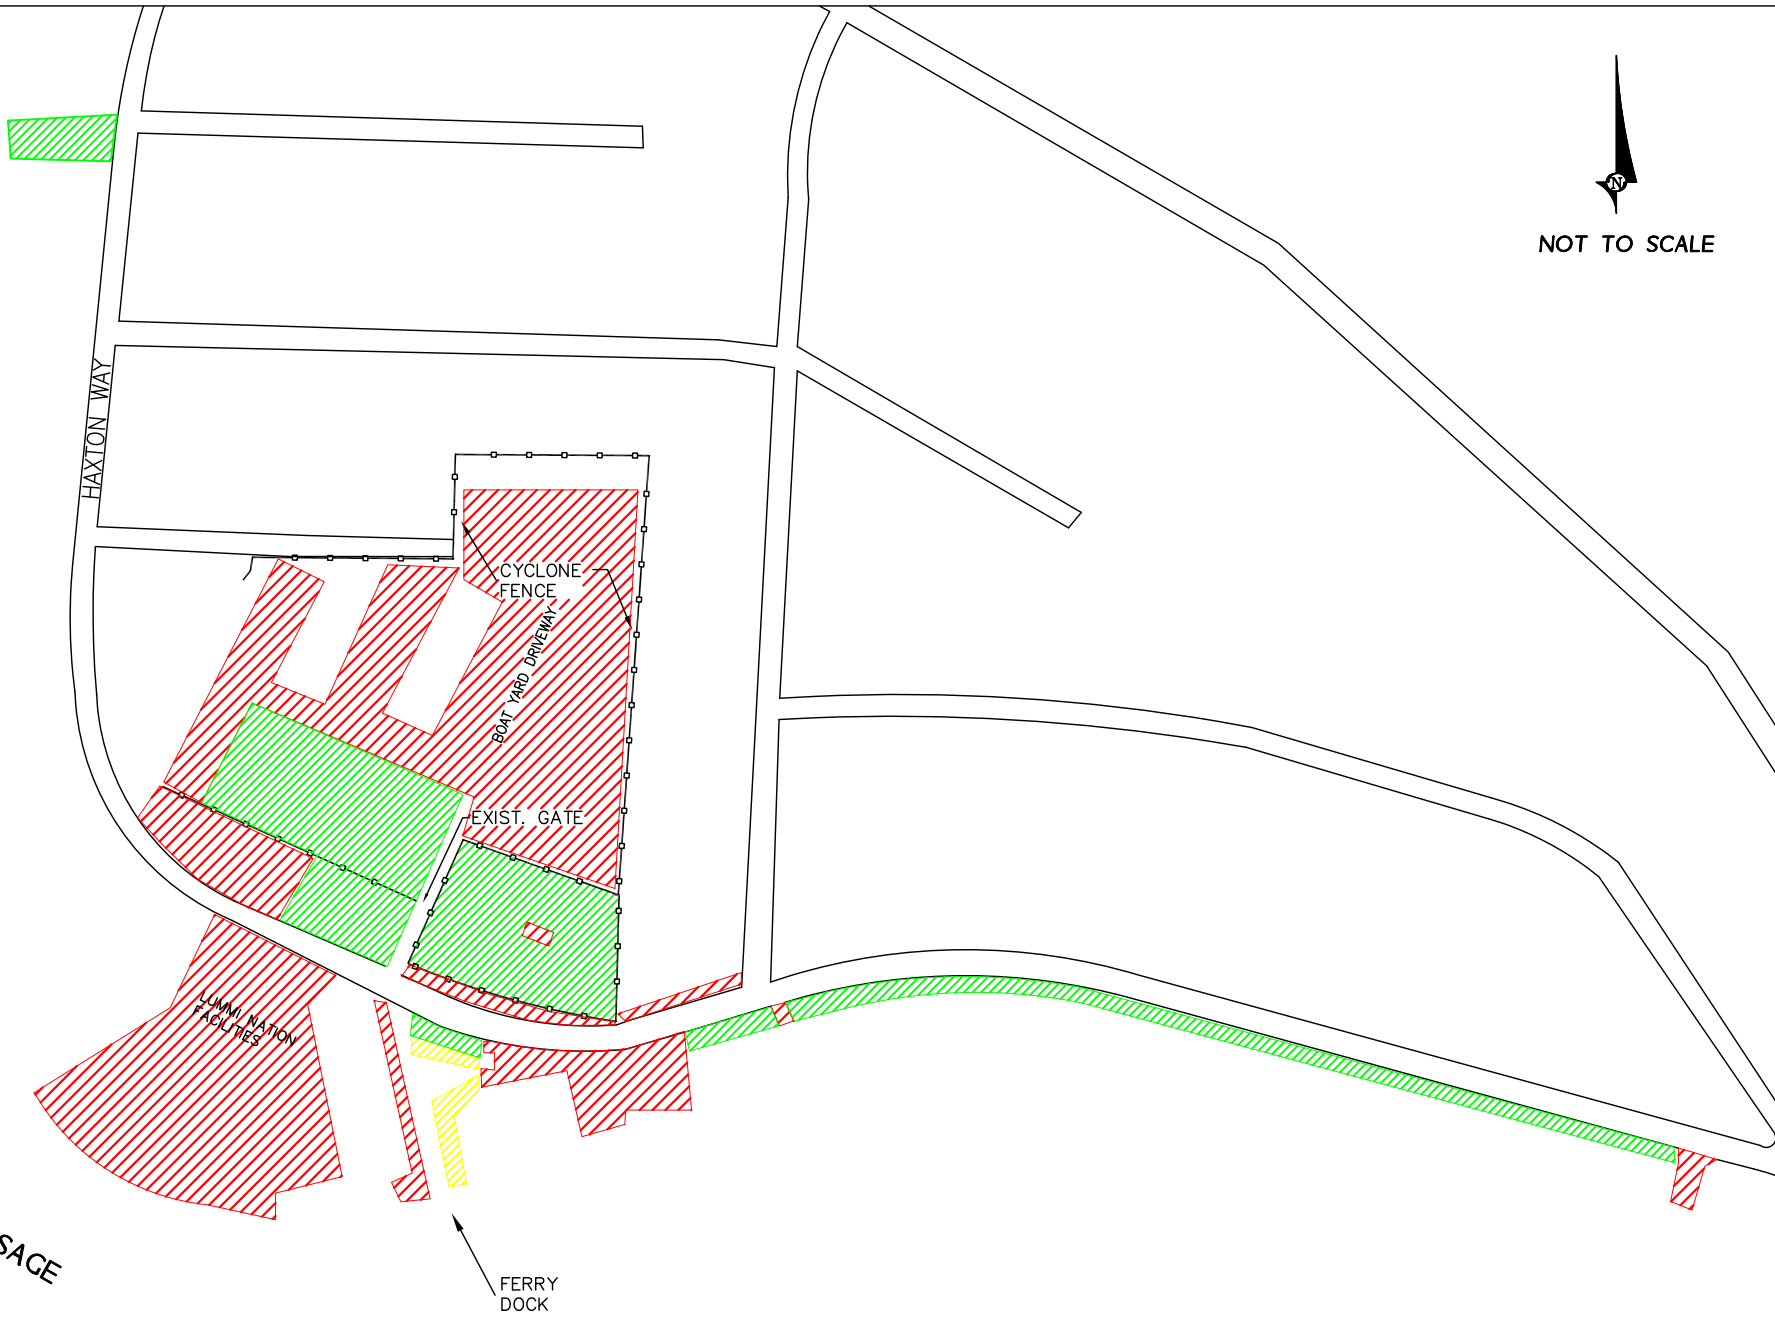 N
NOT TO SCALE
HAXTON WAY
CYCLONE
FENCE
BOAT YARD DRIVEWAY
EXIST. GATE
LUMMI NATION
FACILITIES
SAGE
FERRY
DOCK